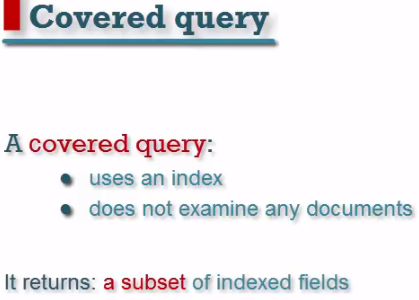 Covered query
A covered query:
uses an index
does not examine any documents
It returns: a subset of indexed fields